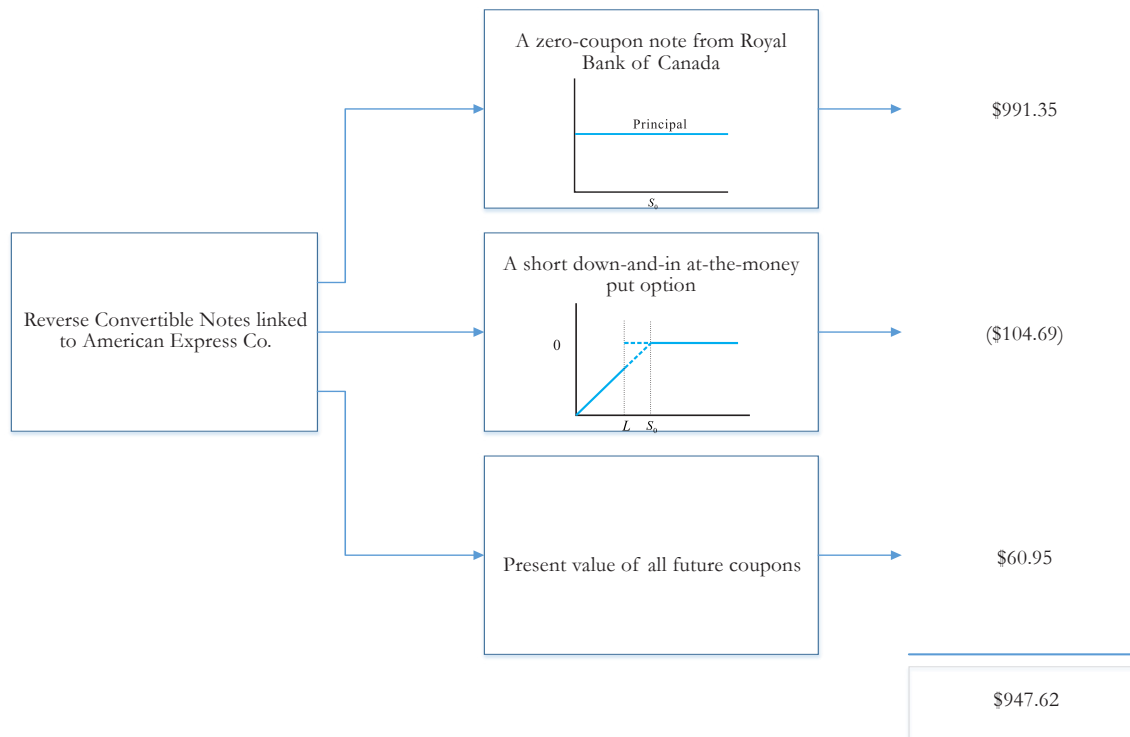 A zero-coupon note from Royal
Bank of Canada
Principal
S₀
$991.35
Reverse Convertible Notes linked
to American Express Co.
A short down-and-in at-the-money
put option
0
L S₀
($104.69)
Present value of all future coupons
$60.95
$947.62